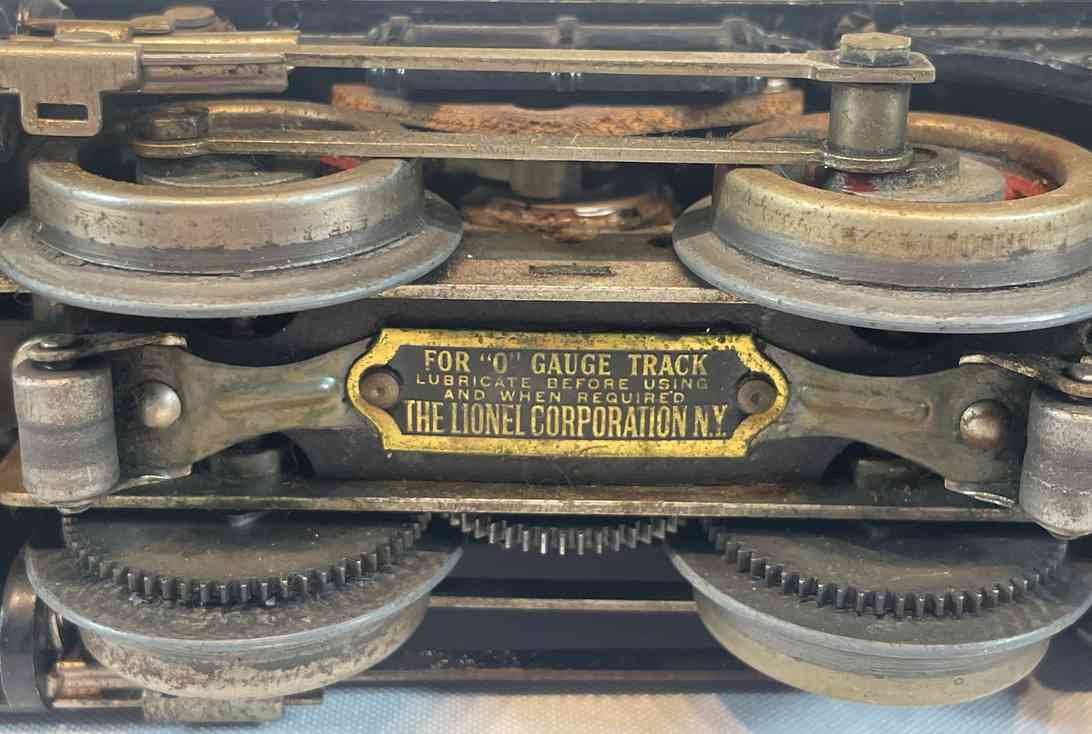 FOR "O" GAUGE TRACK
LUBRICATE BEFORE USING
AND WHEN REQUIRED
THE LIONEL CORPORATION N.Y.